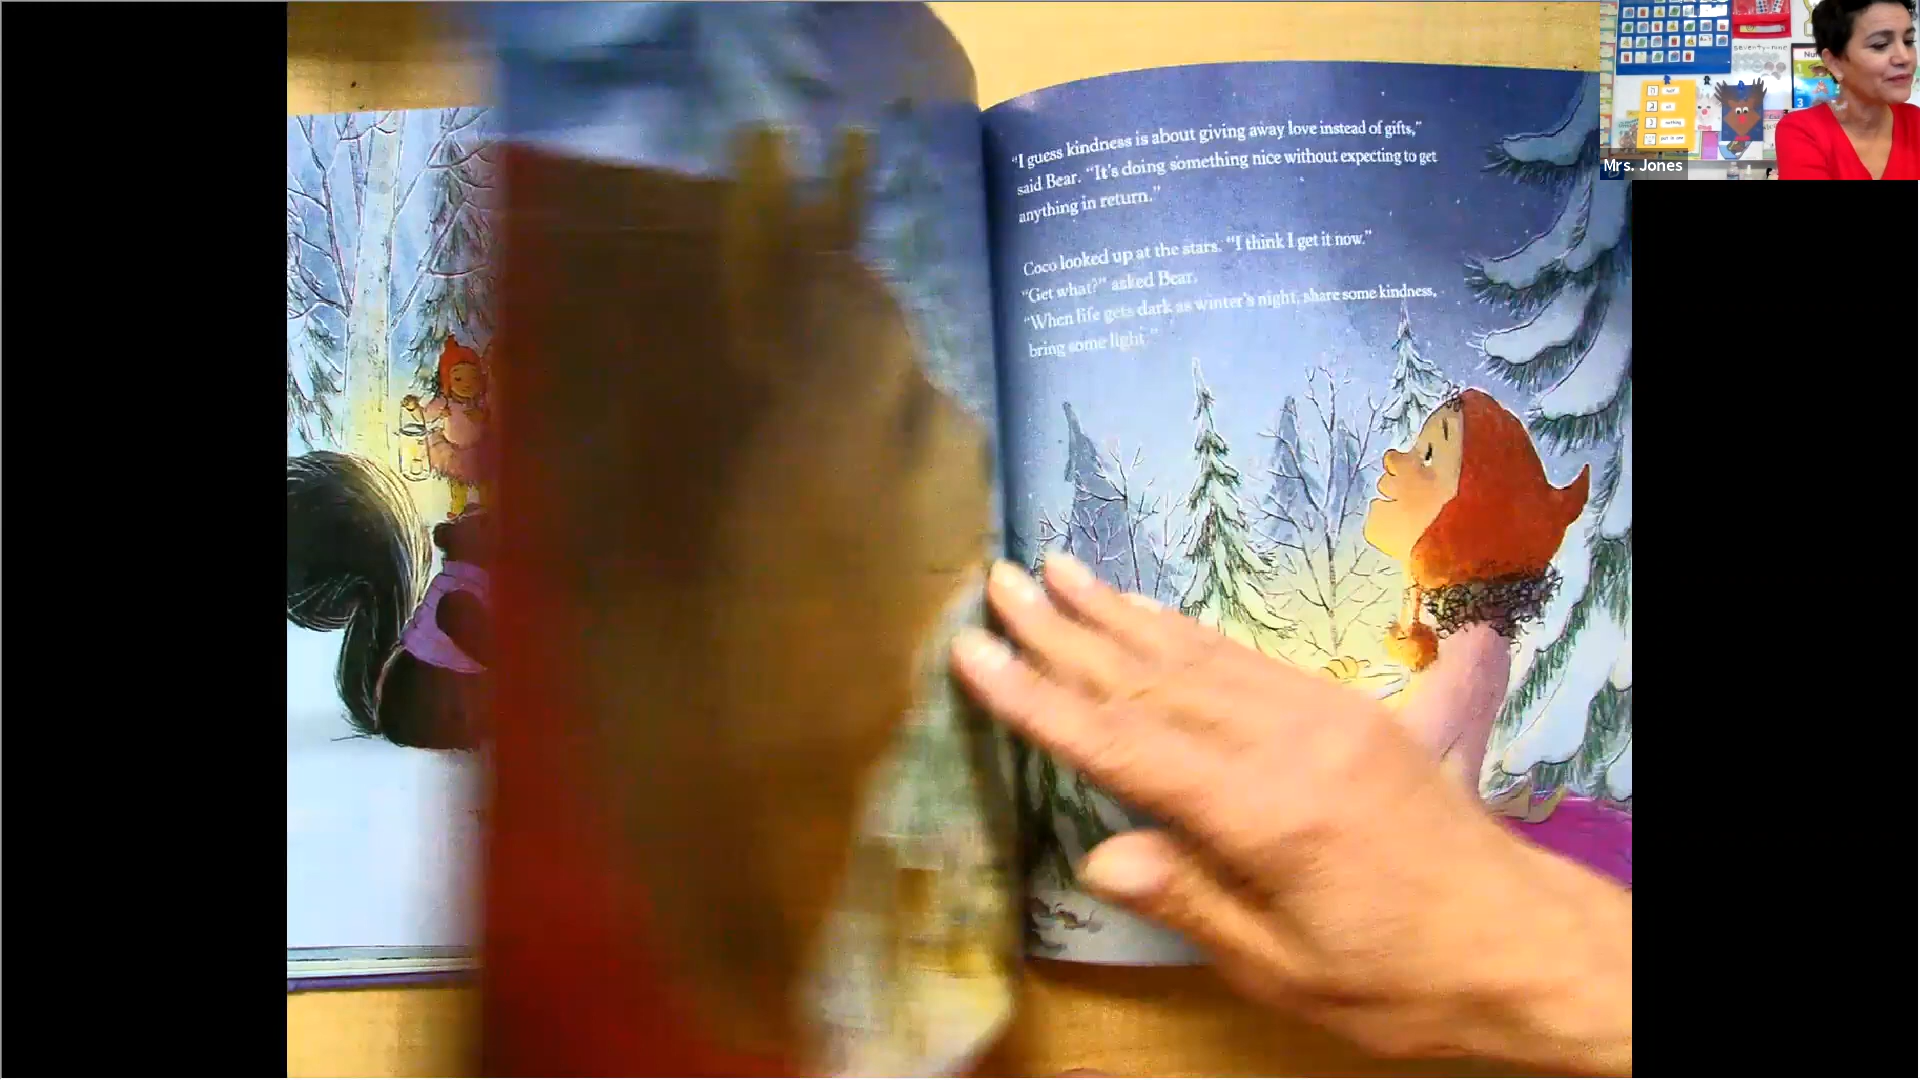 "I guess kindness is about giving away love instead of gifts,"
said Bear. "It's doing something nice without expecting to get
anything in return."
Coco looked up at the stars. "I think I get it now."
"Get what?" asked Bear.
"When life gets dark as winter's night, share some kindness,
bring some light."
seventy-nine
Mrs. Jones